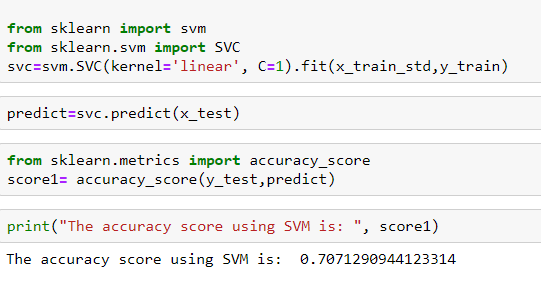 from sklearn import svm
from sklearn.svm import SVC
svc=svm.SVC(kernel='linear', C=1).fit(x_train_std,y_train)
predict=svc.predict(x_test)
from sklearn.metrics import accuracy_score
score1= accuracy_score(y_test,predict)
print("The accuracy score using SVM is: ", score1)
The accuracy score using SVM is:  0.7071290944123314